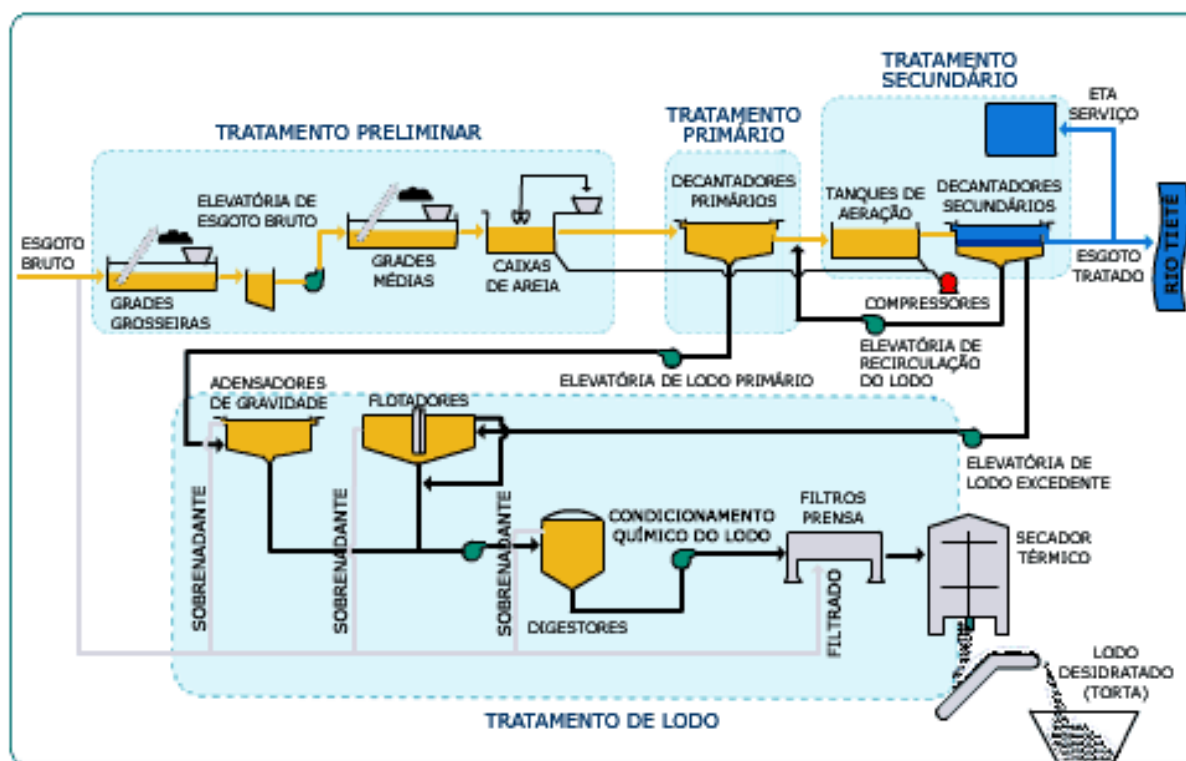 TRATAMENTO
SECUNDÁRIO
ETA
SERVIÇO
TRATAMENTO
PRIMÁRIO
TRATAMENTO PRELIMINAR
DECANTADORES
PRIMÁRIOS
TANQUES DE
AERAÇÃO
DECANTADORES
SECUNDÁRIOS
ELEVATÓRIA DE
ESGOTO BRUTO
ESGOTO
BRUTO
GRADES
GROSSEIRAS
GRADES
MÉDIAS
CAIXAS
DE AREIA
COMPRESSORES
ESGOTO
TRATADO
RIO TIETE
ELEVATÓRIA DE LODO PRIMÁRIO
ELEVATÓRIA DE
RECIRCULAÇÃO
DO LODO
ADENSADORES
DE GRAVIDADE
FLOTADORES
ELEVATÓRIA DE
LODO EXCEDENTE
SOBRENADANTE
SOBRENADANTE
SOBRENADANTE
CONDICIONAMENTO
QUÍMICO DO LODO
FILTROS
PRENSA
SECADOR
TÉRMICO
DIGESTORES
FILTRADO
LODO
DESIDRATADO
(TORTA)
TRATAMENTO DE LODO